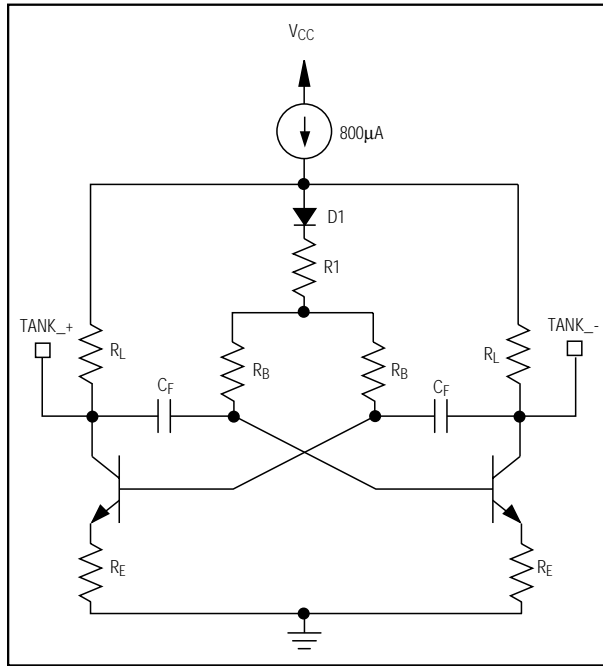 VCC
800µA
D1
R1
TANK_+
TANK_-
RL
RB
RB
RL
CF
CF
RE
RE